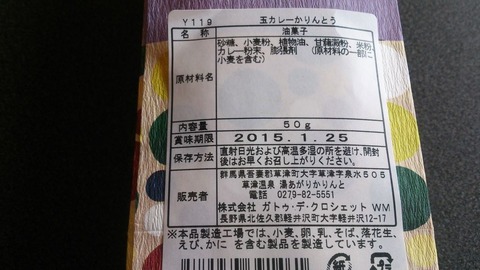 Y119 玉カレーかりんとう
名称 油菓子
原材料名 砂糖、小麦粉、植物油、甘藷澱粉、米粉、
カレー粉末、膨張剤 (原材料の一部に
小麦を含む)
内容量 50g
賞味期限 2015.1.25
保存方法 直射日光および高温多湿の所を避け、開封
後はお早くお召し上がりください。
販売者 群馬県吾妻郡草津町大字草津字泉水505
草津温泉 湯あがりかりんと
電話 0279-82-5551
株式会社 ガトゥ・デ・クロシェット WM
長野県北佐久郡軽井沢町大字軽井沢12-17
※本品製造工場では、小麦、卵、乳、そば、落花生、
えび、かに を含む製品を製造しています。
紙